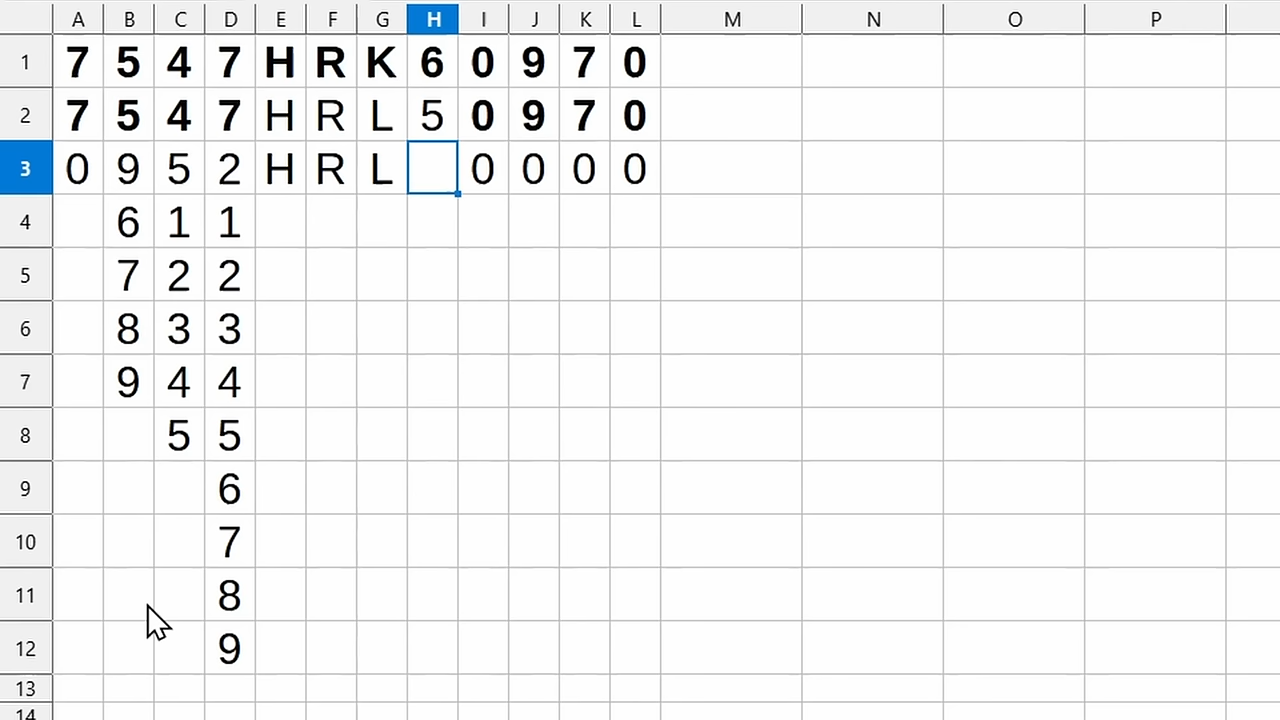 A B C D E F G H I J K L M N O P
1 7 5 4 7 H R K 6 0 9 7 0
2 7 5 4 7 H R L 5 0 9 7 0
3 0 9 5 2 H R L 0 0 0 0
4 6 1 1
5 7 2 2
6 8 3 3
7 9 4 4
8 5 5
9 6
10 7
11 8
12 9
13
14